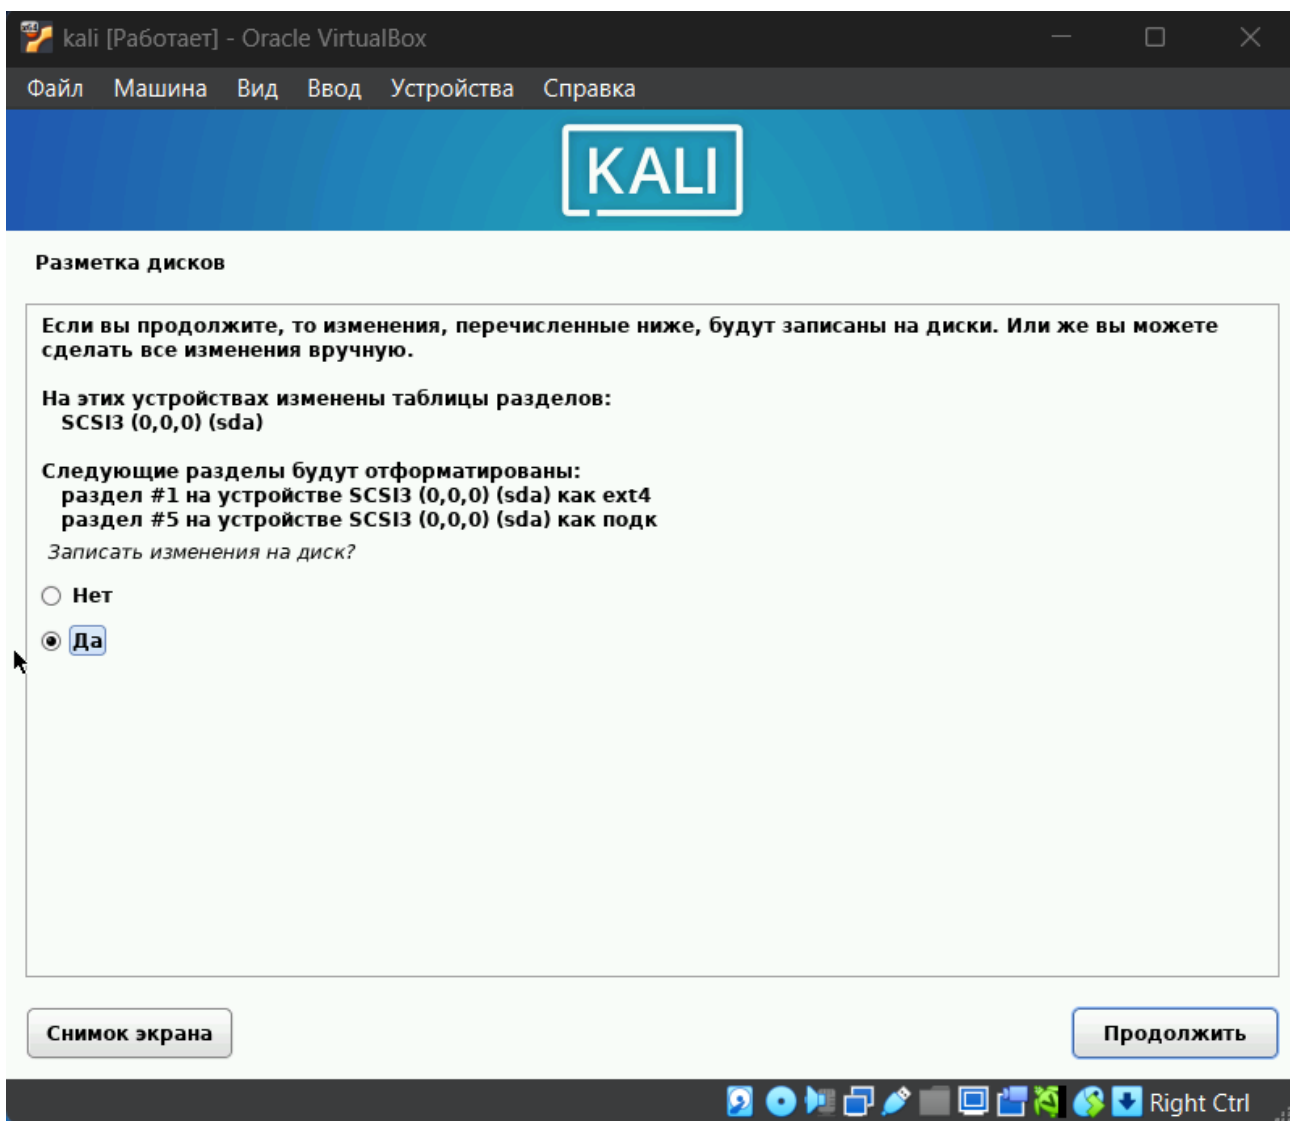 kali [Работает] - Oracle VirtualBox
Файл Машина Вид Ввод Устройства Справка
KALI
Разметка дисков
Если вы продолжите, то изменения, перечисленные ниже, будут записаны на диски. Или же вы можете
сделать все изменения вручную.
На этих устройствах изменены таблицы разделов:
SCSI3 (0,0,0) (sda)
Следующие разделы будут отформатированы:
раздел #1 на устройстве SCSI3 (0,0,0) (sda) как ext4
раздел #5 на устройстве SCSI3 (0,0,0) (sda) как подк
Записать изменения на диск?
Нет
Да
Снимок экрана Продолжить
Right Ctrl